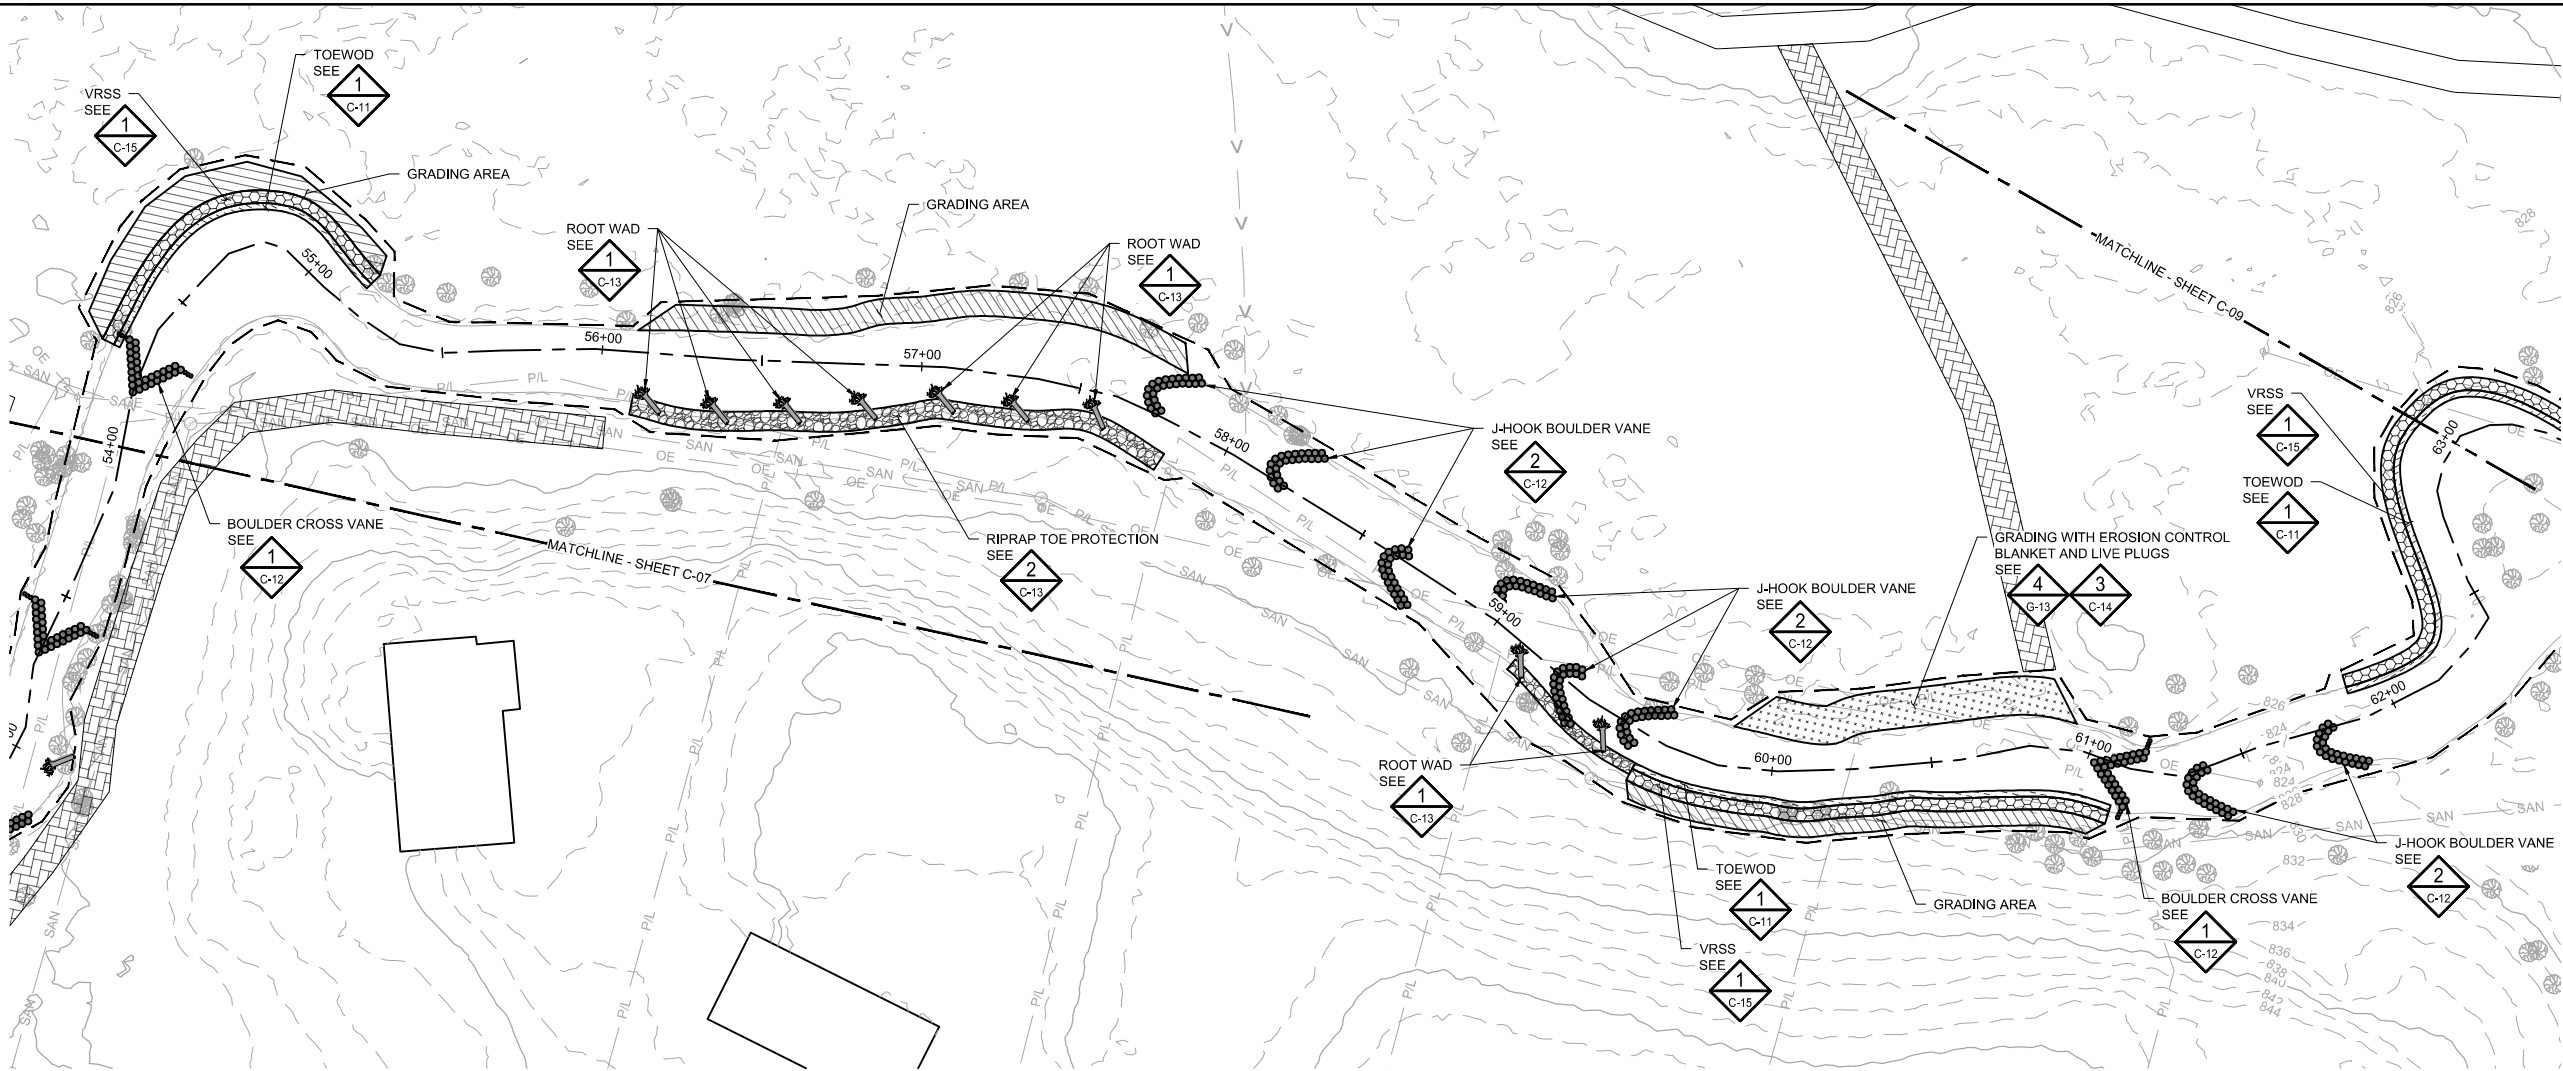 TOEWOD
SEE
1
C-11
VRSS
SEE
1
C-15
GRADING AREA
55+00
ROOT WAD
SEE
1
C-13
GRADING AREA
ROOT WAD
SEE
1
C-13
56+00
57+00
54+00
58+00
BOULDER CROSS VANE
SEE
1
C-12
MATCHLINE - SHEET C-07
RIPRAP TOE PROTECTION
SEE
2
C-13
J-HOOK BOULDER VANE
SEE
2
C-12
59+00
J-HOOK BOULDER VANE
SEE
2
C-12
ROOT WAD
SEE
1
C-13
MATCHLINE - SHEET C-09
VRSS
SEE
1
C-15
TOEWOD
SEE
1
C-11
63+00
GRADING WITH EROSION CONTROL
BLANKET AND LIVE PLUGS
SEE
4
G-13
3
C-14
60+00
61+00
62+00
TOEWOD
SEE
1
C-11
VRSS
SEE
1
C-15
GRADING AREA
BOULDER CROSS VANE
SEE
1
C-12
J-HOOK BOULDER VANE
SEE
2
C-12
828
826
826
824
824
824
828
830
832
834
836
838
840
842
844
OE
SAN
P/L
V